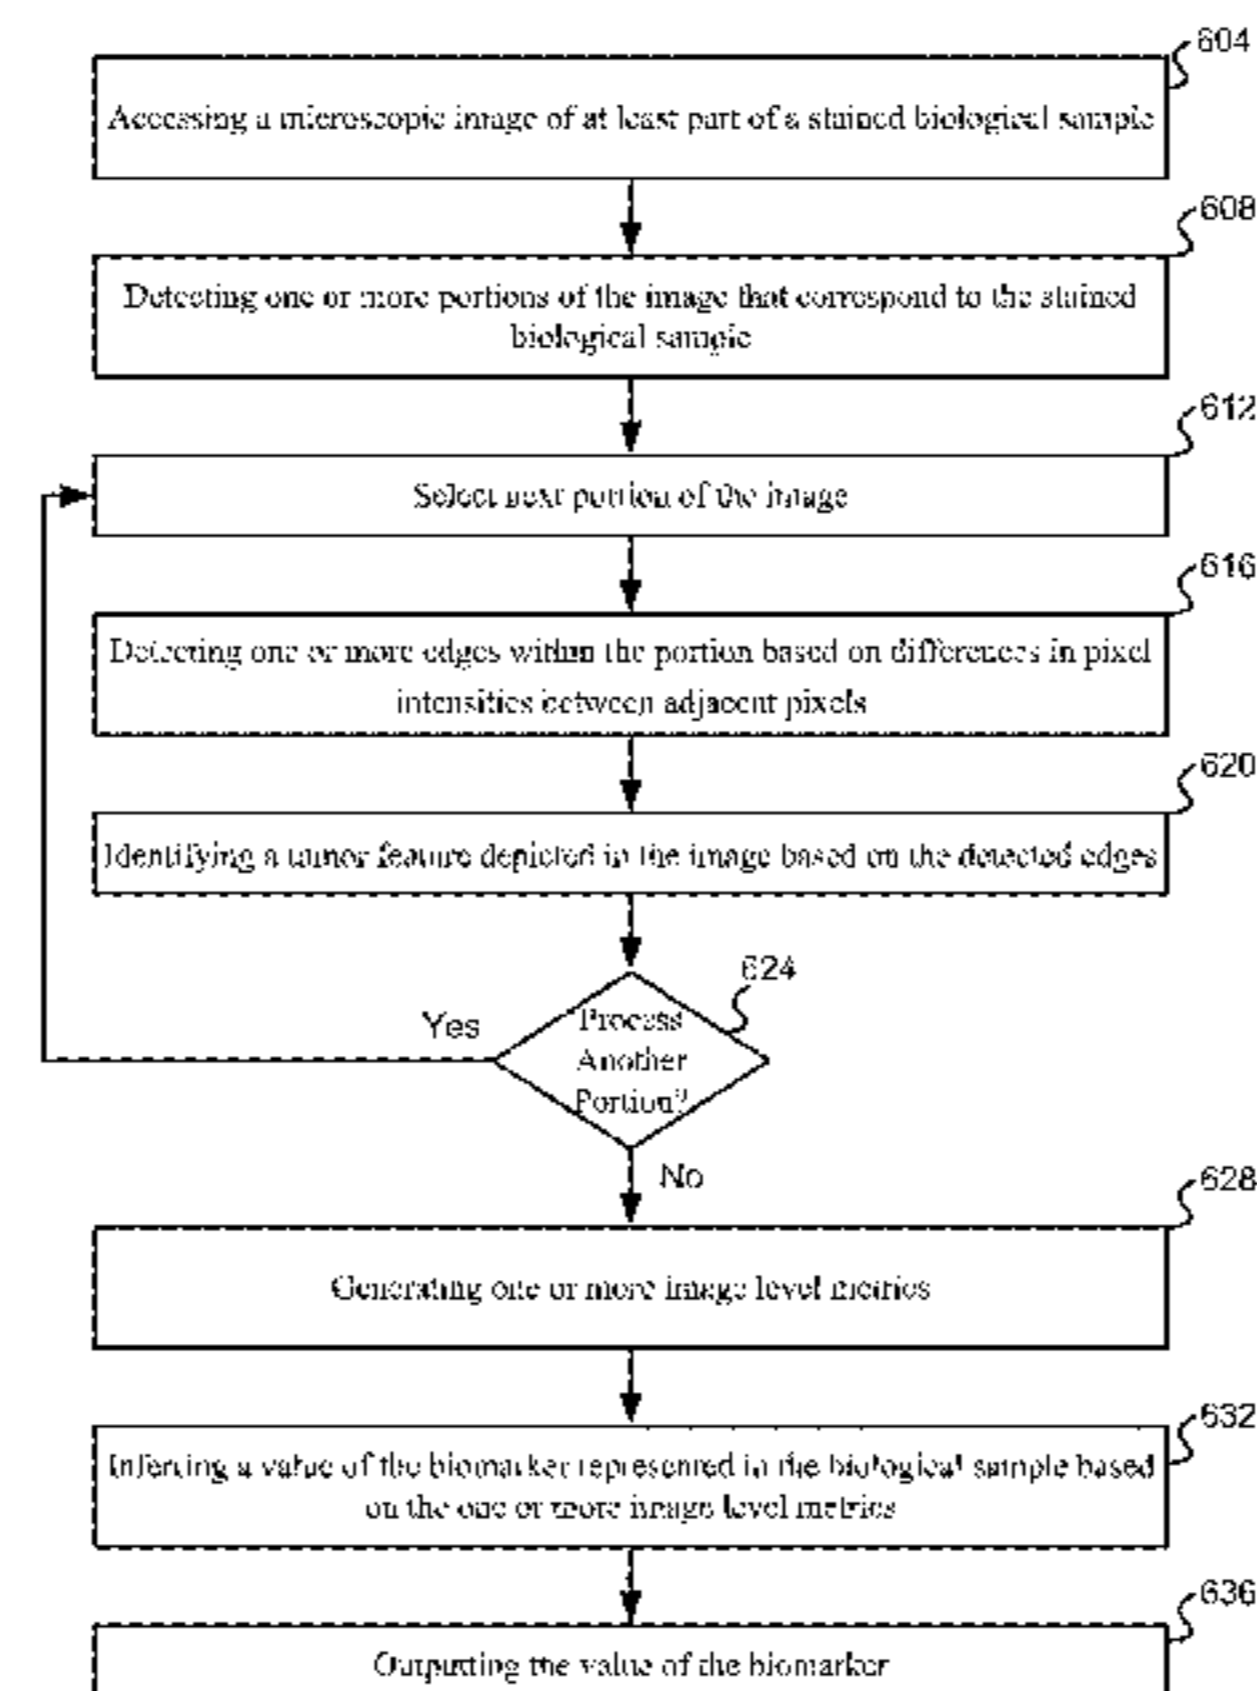 604
Accessing a microscopic image of at least part of a stained biological sample
608
Detecting one or more portions of the image that correspond to the stained
biological sample
612
Select next portion of the image
616
Detecting one or more edges within the portion based on differences in pixel
intensities between adjacent pixels
620
Identifying a tumor feature depicted in the image based on the detected edges
624
Process
Another
Portion?
Yes
No
628
Generating one or more image level metrics
632
Inferring a value of the biomarker represented in the biological sample based
on the one or more image level metrics
636
Outputting the value of the biomarker